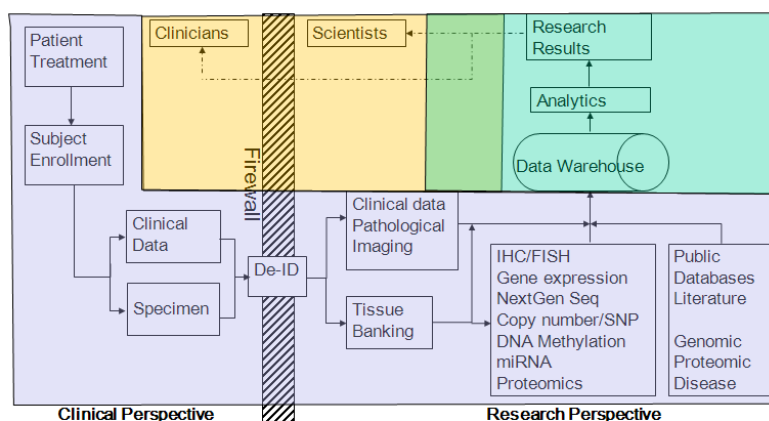 Patient
Treatment
Clinicians
Scientists
Research
Results
Analytics
Subject
Enrollment
Data Warehouse
Firewall
Clinical
Data
Specimen
De-ID
Clinical data
Pathological
Imaging
Tissue
Banking
IHC/FISH
Gene expression
NextGen Seq
Copy number/SNP
DNA Methylation
miRNA
Proteomics
Public
Databases
Literature
Genomic
Proteomic
Disease
Clinical Perspective
Research Perspective